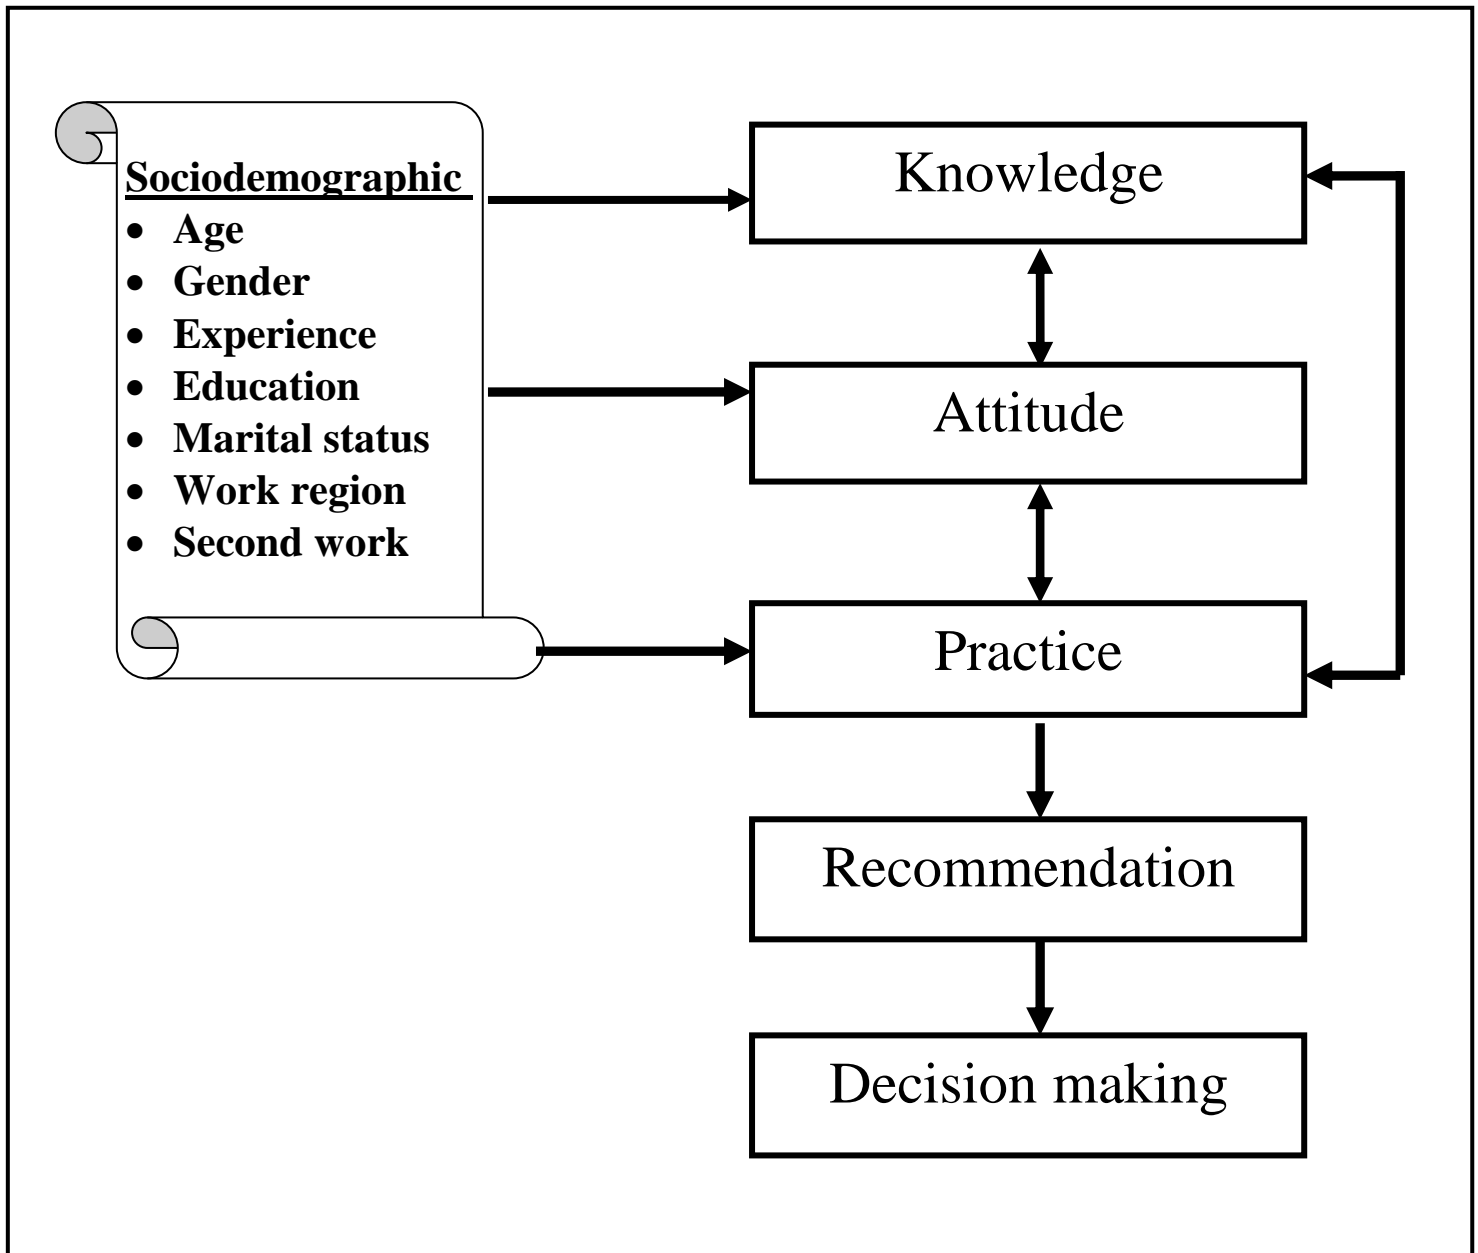 Sociodemographic
• Age
• Gender
• Experience
• Education
• Marital status
• Work region
• Second work
Knowledge
Attitude
Practice
Recommendation
Decision making